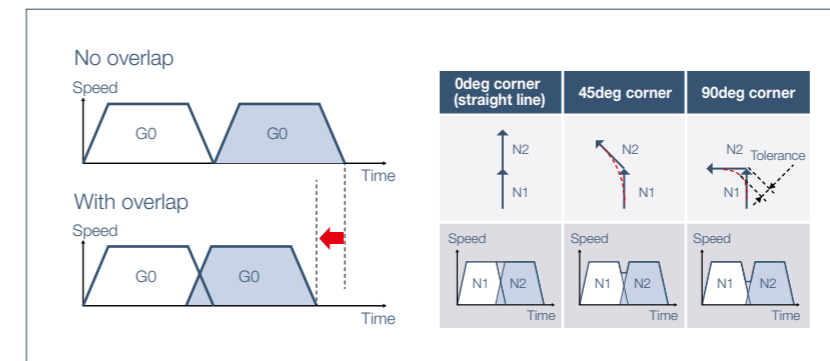 No overlap
Speed
G0
G0
Time
With overlap
Speed
G0
G0
Time
0deg corner
(straight line)
45deg corner
90deg corner
N2
N1
N2
N1
N2
Tolerance
N1
Speed
N1
N2
Time
Speed
N1
N2
Time
Speed
N1
N2
Time